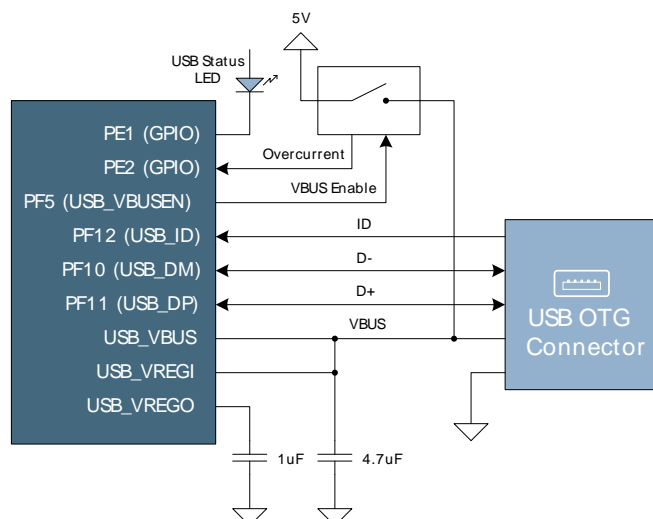 5V
USB Status
LED
PE1 (GPIO)
Overcurrent
PE2 (GPIO)
VBUS Enable
PF5 (USB_VBUSEN)
PF12 (USB_ID)
ID
PF10 (USB_DM)
D-
PF11 (USB_DP)
D+
USB_VBUS
VBUS
USB_VREGI
USB_VREGO
USB OTG
Connector
1uF
4.7uF